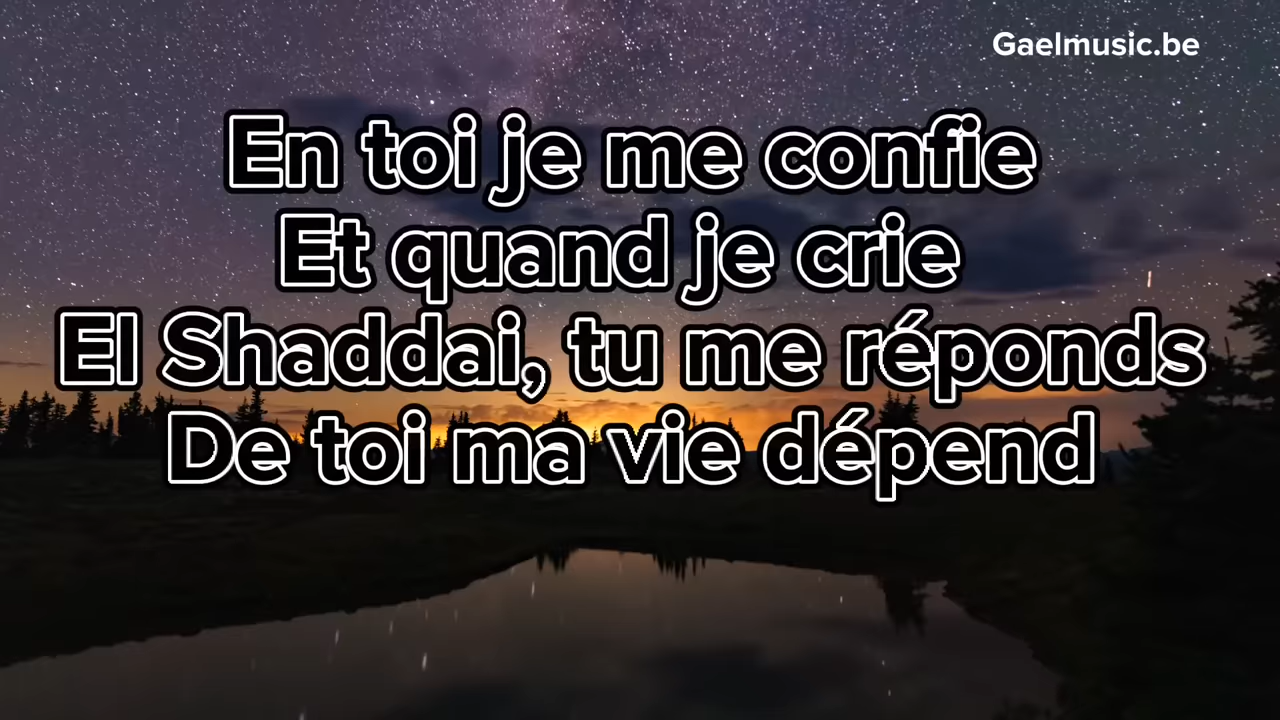 Gaelmusic.be
En toi je me confie
Et quand je crie
El Shaddai, tu me réponds
De toi ma vie dépend